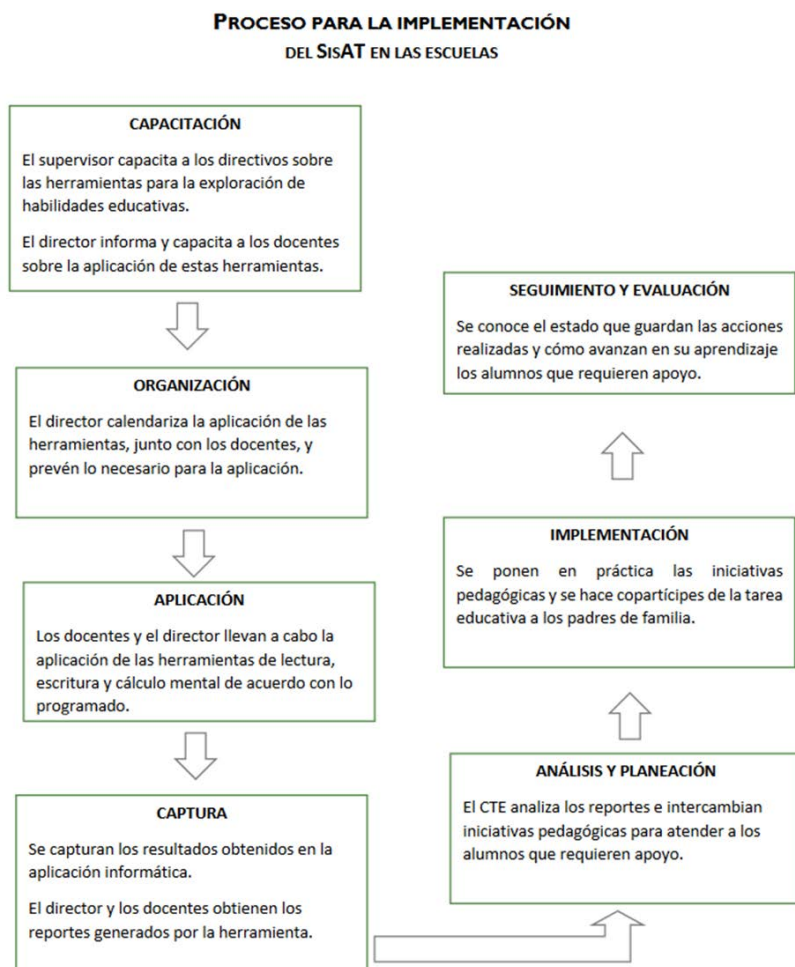 PROCESO PARA LA IMPLEMENTACIÓN
DEL SISAT EN LAS ESCUELAS
CAPACITACIÓN
El supervisor capacita a los directivos sobre
las herramientas para la exploración de
habilidades educativas.
El director informa y capacita a los docentes
sobre la aplicación de estas herramientas.
ORGANIZACIÓN
El director calendariza la aplicación de las
herramientas, junto con los docentes, y
prevén lo necesario para la aplicación.
APLICACIÓN
Los docentes y el director llevan a cabo la
aplicación de las herramientas de lectura,
escritura y cálculo mental de acuerdo con lo
programado.
CAPTURA
Se capturan los resultados obtenidos en la
aplicación informática.
El director y los docentes obtienen los
reportes generados por la herramienta.
ANÁLISIS Y PLANEACIÓN
El CTE analiza los reportes e intercambian
iniciativas pedagógicas para atender a los
alumnos que requieren apoyo.
IMPLEMENTACIÓN
Se ponen en práctica las iniciativas
pedagógicas y se hace copartícipes de la tarea
educativa a los padres de familia.
SEGUIMIENTO Y EVALUACIÓN
Se conoce el estado que guardan las acciones
realizadas y cómo avanzan en su aprendizaje
los alumnos que requieren apoyo.